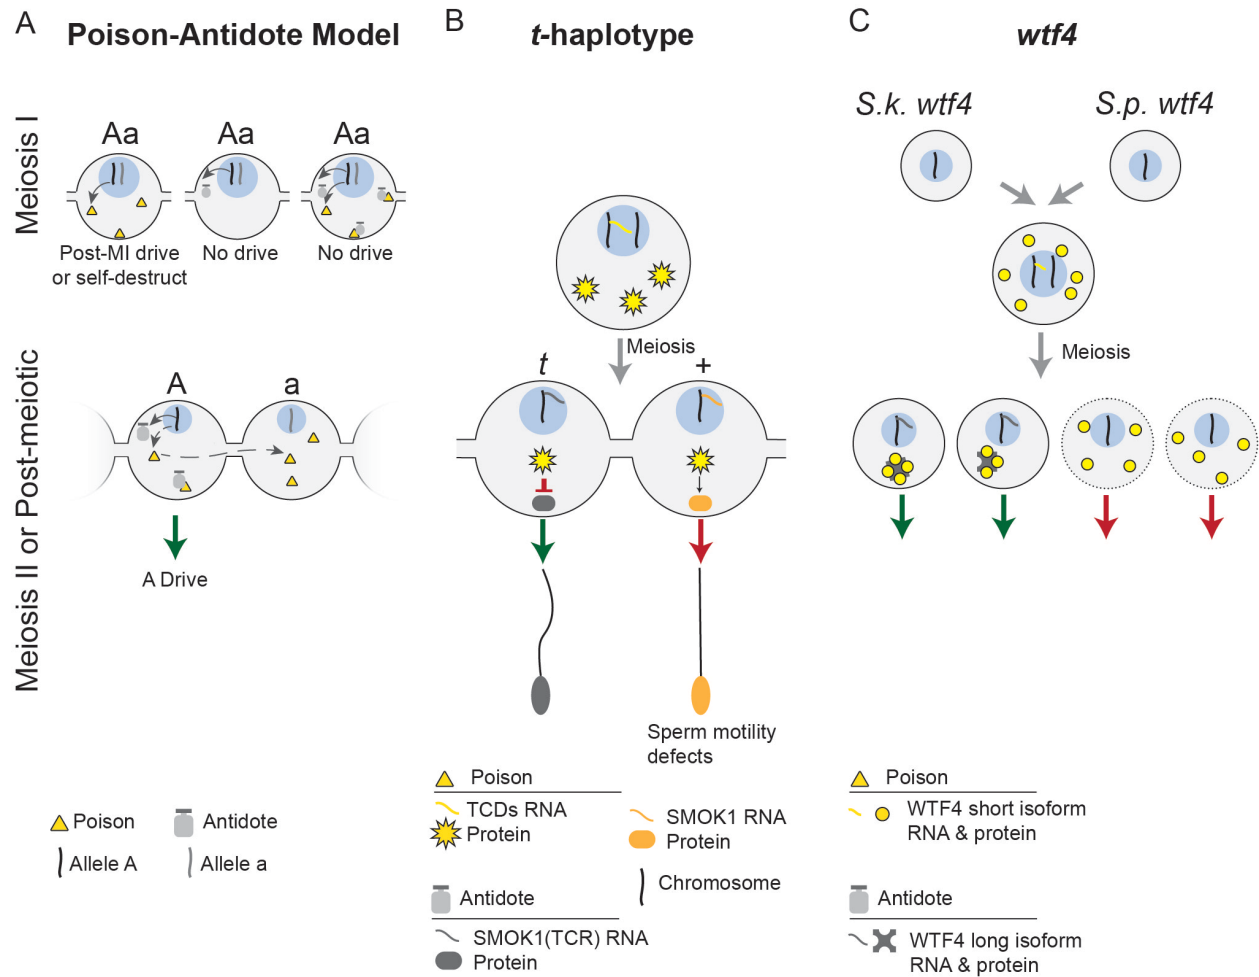 A
Poison-Antidote Model
Meiosis I
Aa
Aa
Aa
Post-MI drive
or self-destruct
No drive
No drive
Meiosis II or Post-meiotic
A
a
A Drive
Poison
Antidote
Allele A
Allele a
B
t-haplotype
Meiosis
t
+
Sperm motility
defects
Poison
TCDs RNA
Protein
SMOK1 RNA
Protein
Chromosome
Antidote
SMOK1(TCR) RNA
Protein
C
wtf4
S.k. wtf4
S.p. wtf4
Meiosis
Poison
WTF4 short isoform
RNA & protein
Antidote
WTF4 long isoform
RNA & protein